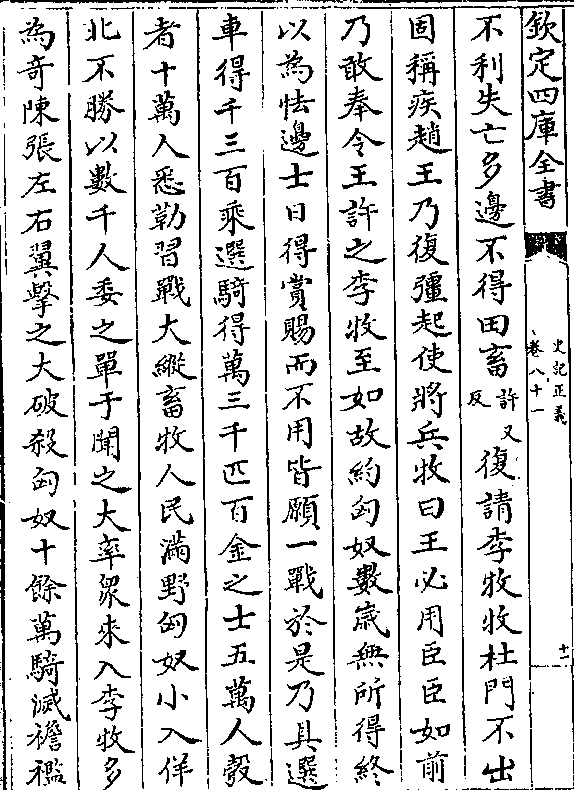 欽定四庫全書
史記正義
卷八十一
十一
不利失亡多邊不得田畜許又反復請李牧牧杜門不出
固稱疾趙王乃復彊起使將兵牧曰王必用臣臣如前
乃敢奉令王許之李牧至如故約匈奴數歲無所得終
以為怯邊士日得賞賜而不用皆願一戰於是乃具選
車得千三百乘選騎得萬三千匹百金之士五萬人彀
者十萬人悉勒習戰大縱畜牧人民滿野匈奴小入佯
北不勝以數千人委之單于聞之大率眾來入李牧多
為奇陳張左右翼擊之大破殺匈奴十餘萬騎滅襜襤